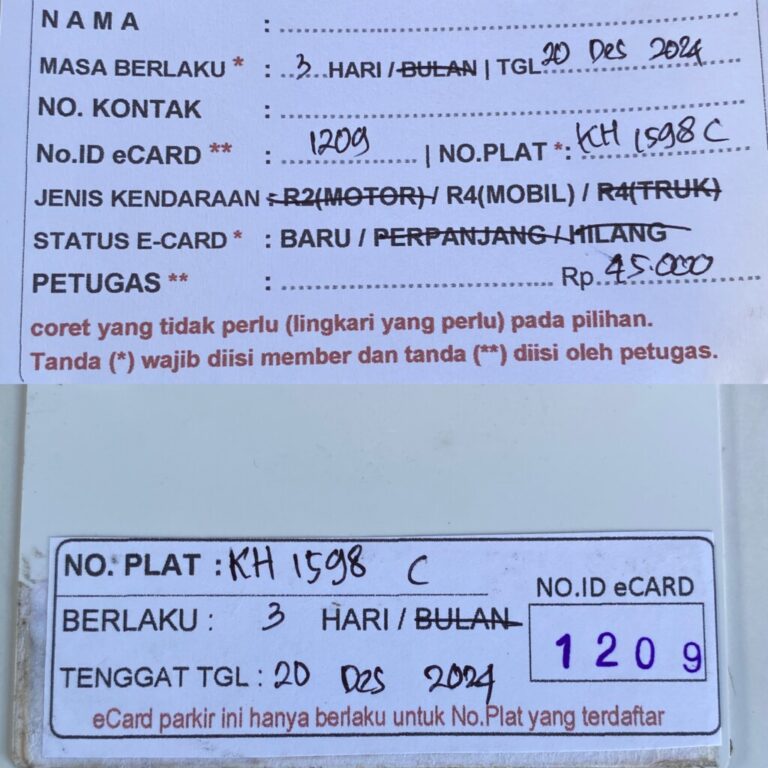 NAMA : ..........
MASA BERLAKU * : ..3.. HARI / BULAN | TGL 20 Des 2024
NO. KONTAK : ..........
No.ID eCARD ** : 1209 | NO.PLAT *: KH 1598 C
JENIS KENDARAAN : R2(MOTOR) / R4(MOBIL) / R4(TRUK)
STATUS E-CARD * : BARU / PERPANJANG / HILANG
PETUGAS ** : .......... Rp. 45.000
coret yang tidak perlu (lingkari yang perlu) pada pilihan.
Tanda (*) wajib diisi member dan tanda (**) diisi oleh petugas.
NO. PLAT : KH 1598 C
NO.ID eCARD
BERLAKU : 3 HARI / BULAN
1209
TENGGAT TGL : 20 Des 2024
eCard parkir ini hanya berlaku untuk No.Plat yang terdaftar